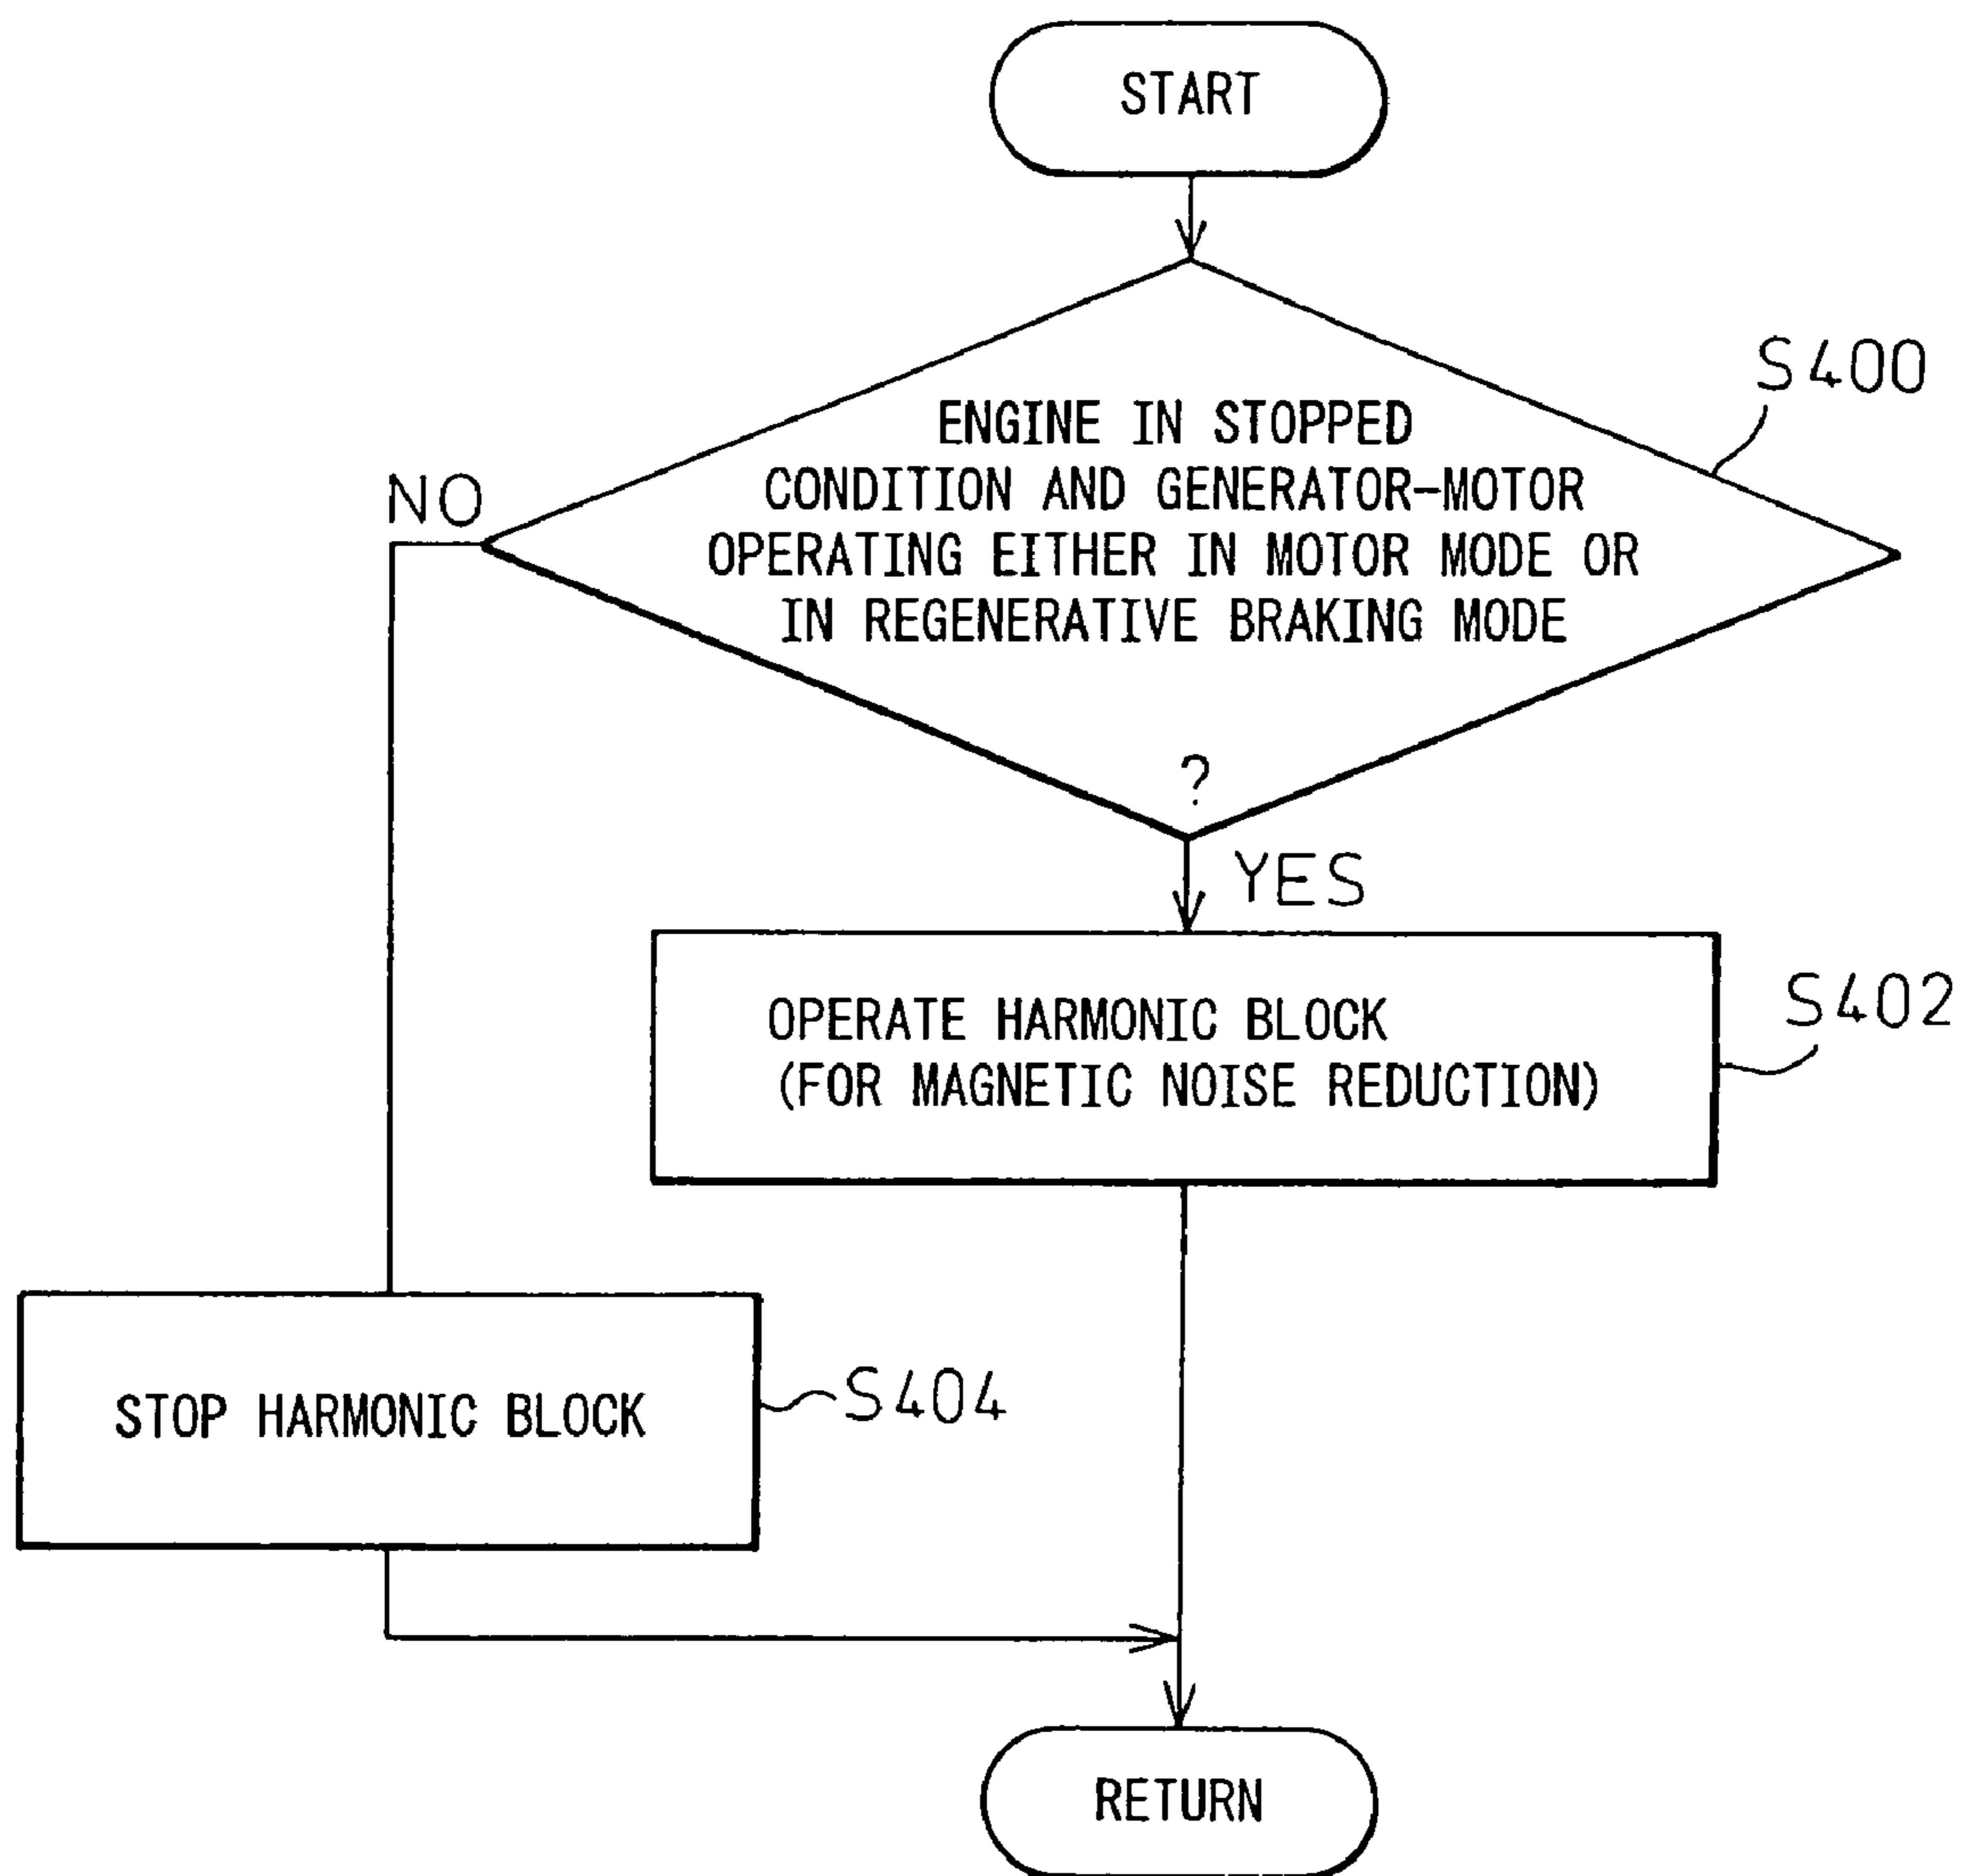 START
S400
ENGINE IN STOPPED
CONDITION AND GENERATOR-MOTOR
OPERATING EITHER IN MOTOR MODE OR
IN REGENERATIVE BRAKING MODE
?
NO
YES
OPERATE HARMONIC BLOCK
(FOR MAGNETIC NOISE REDUCTION)
S402
STOP HARMONIC BLOCK
S404
RETURN